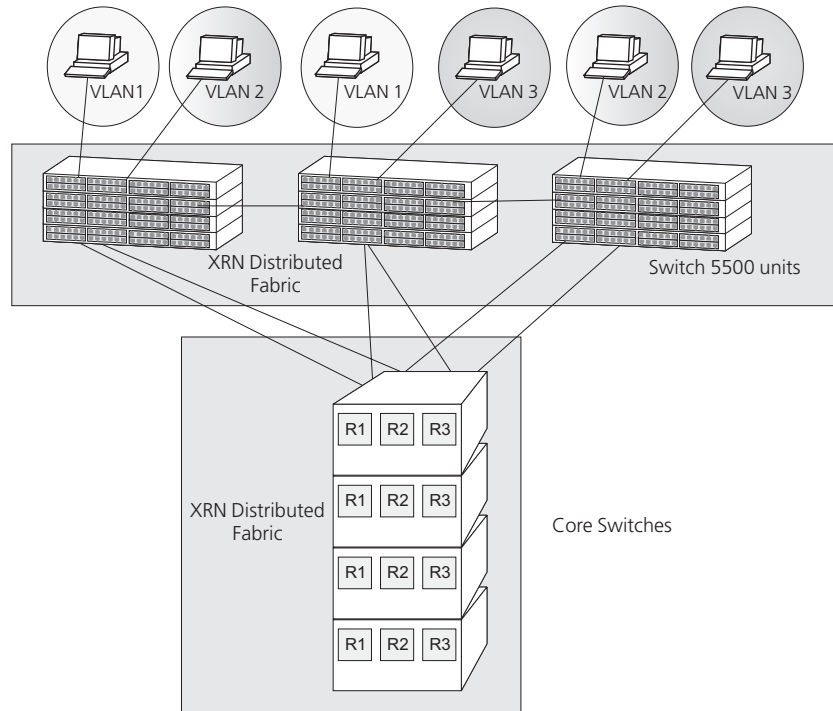 VLAN1
VLAN 2
VLAN 1
VLAN 3
VLAN 2
VLAN 3
XRN Distributed
Fabric
Switch 5500 units
R1 R2 R3
R1 R2 R3
XRN Distributed
Fabric
Core Switches
R1 R2 R3
R1 R2 R3